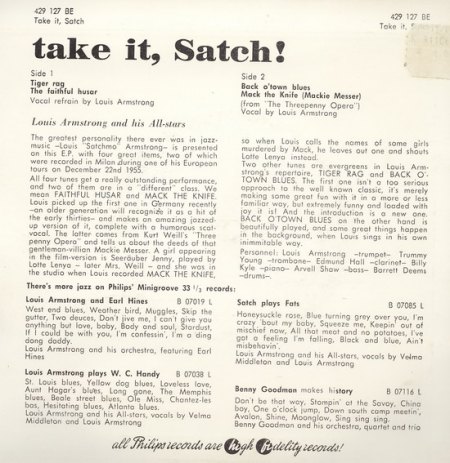 429 127 BE
Take it, Satch
429 127 BE
Take it,
take it, Satch!
Side 1
Tiger rag
The faithful husar
Vocal refrain by Louis Armstrong
Side 2
Back o'town blues
Mack the Knife (Mackie Messer)
(from "The Threepenny Opera")
Vocal by Louis Armstrong
Louis Armstrong and his All-stars
The greatest personality there ever was in jazz-
music —Louis "Satchmo" Armstrong— is presented
on this E.P. with four great items, two of which
were recorded in Milan during one of his European
tours on December 22nd 1955.
All four tunes get a really outstanding performance,
and two of them are in a "different" class. We
mean FAITHFUL HUSAR and MACK THE KNIFE.
Louis picked up the first one in Germany recently
—an older generation will recognize it as a hit of
the early thirties— and makes an amazing jazzed-
up version of it, complete with a humorous scat-
vocal. The latter comes from Kurt Weill's "Three
penny Opera" and tells us about the deeds of that
gentleman-villian Mackie Messer. A girl appearing
in the film-version is Seeräuber Jenny, played by
Lotte Lenya — later Mrs. Weill — and she was in
the studio when Louis recorded MACK THE KNIFE,
so when Louis calls the names of some girls
murdered by Mack, he leaves out one and shouts
Lotte Lenya instead.
Two other tunes are evergreens in Louis Arm-
strong's repertoire, TIGER RAG and BACK O'-
TOWN BLUES. The first one isn't a too serious
approach to the well known classic, it's merely
making some great fun with it in a more or less
familiar way, but extremely funny and loaded with
joy it is! And the introduction is a new one.
BACK O'TOWN BLUES on the other hand is
beautifully played, and some great things happen
in the background, when Louis sings in his own
inimmitable way.
Personnel: Louis Armstrong —trumpet— Trummy
Young —trombone— Edmund Hall —clarinet— Billy
Kyle —piano— Arvell Shaw —bass— Barrett Deems
—drums—.
There's more jazz on Philips' Minigroove 33 1/3 records:
Louis Armstrong and Earl Hines B 07019 L
West end blues, Weather bird, Muggles, Skip the
gutter, Two deuces, Don't jive me, I can't give you
anything but love, baby, Body and soul, Stardust,
If I could be with you, I'm confessin', I'm a ding
dong daddy.
Louis Armstrong and his orchestra, featuring Earl
Hines
Louis Armstrong plays W. C. Handy B 07038 L
St. Louis blues, Yellow dog blues, Loveless love,
Aunt Hagar's blues, Long gone, The Memphis
blues, Beale street blues, Ole Miss, Chantez-les
bas, Hesitating blues, Atlanta blues.
Louis Armstrong and his All-stars, vocals by Velma
Middleton and Louis Armstrong
Satch plays Fats B 07085 L
Honeysuckle rose, Blue turning grey over you, I'm
crazy 'bout my baby, Squeeze me, Keepin' out of
mischief now, All that meat and no potatoes, I've
got a feeling I'm falling, Black and blue, Ain't
misbehavin'.
Louis Armstrong and his All-stars, vocals by Velma
Middleton and Louis Armstrong
Benny Goodman makes history B 07116 L
Don't be that way, Stampin' at the Savoy, China
boy, One o'clock jump, Down south camp meetin',
Avalon, Shine, Moonglow, Sing sing sing.
Benny Goodman and his orchestra, quartet and trio
all Philips records are high fidelity records!